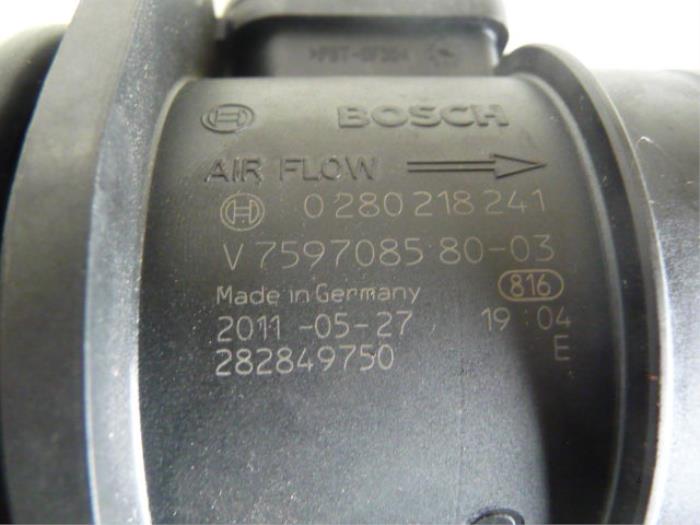 BOSCH
AIR FLOW
0 280 218 241
V 7597085 80-03
Made in Germany 816
2011 -05-27 19 : 04
282849750 E